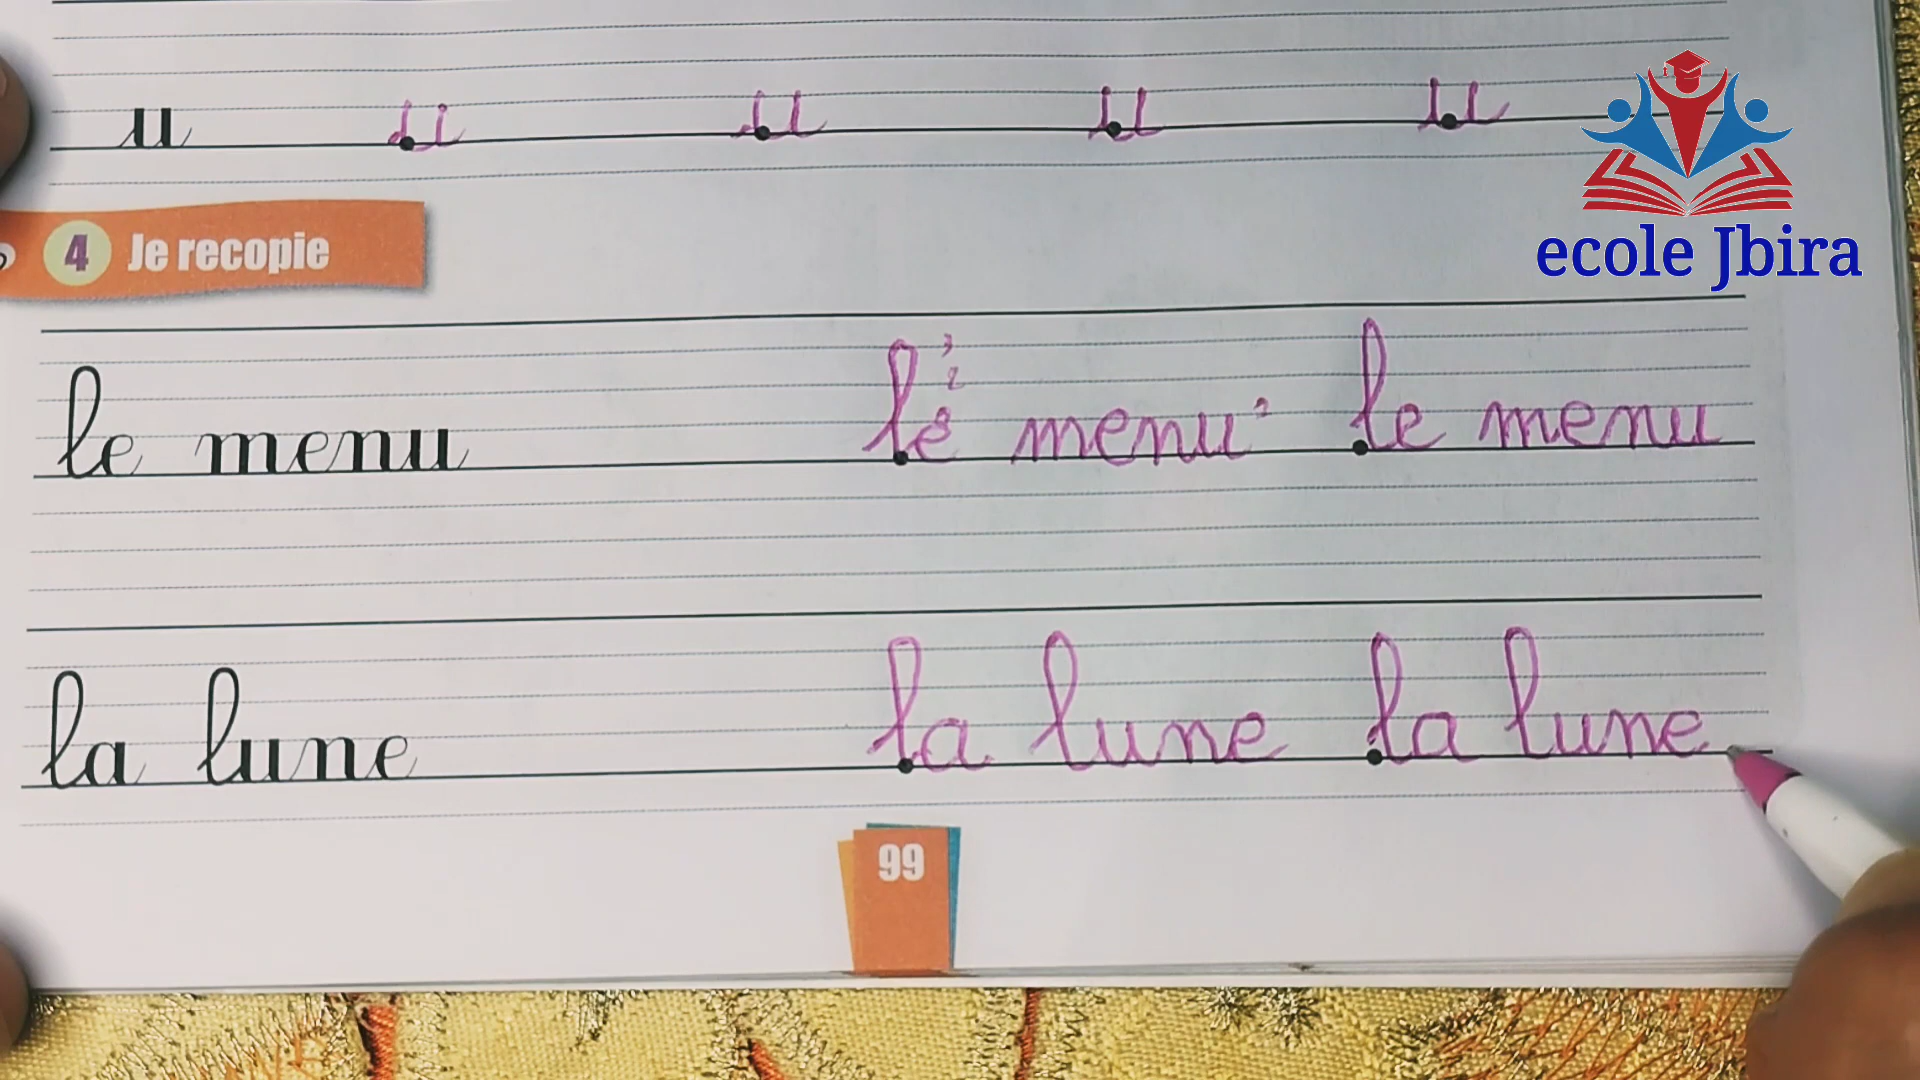 u u u u u
ecole Jbira
4 Je recopie
le menu le menu le menu
la lune la lune la lune
99